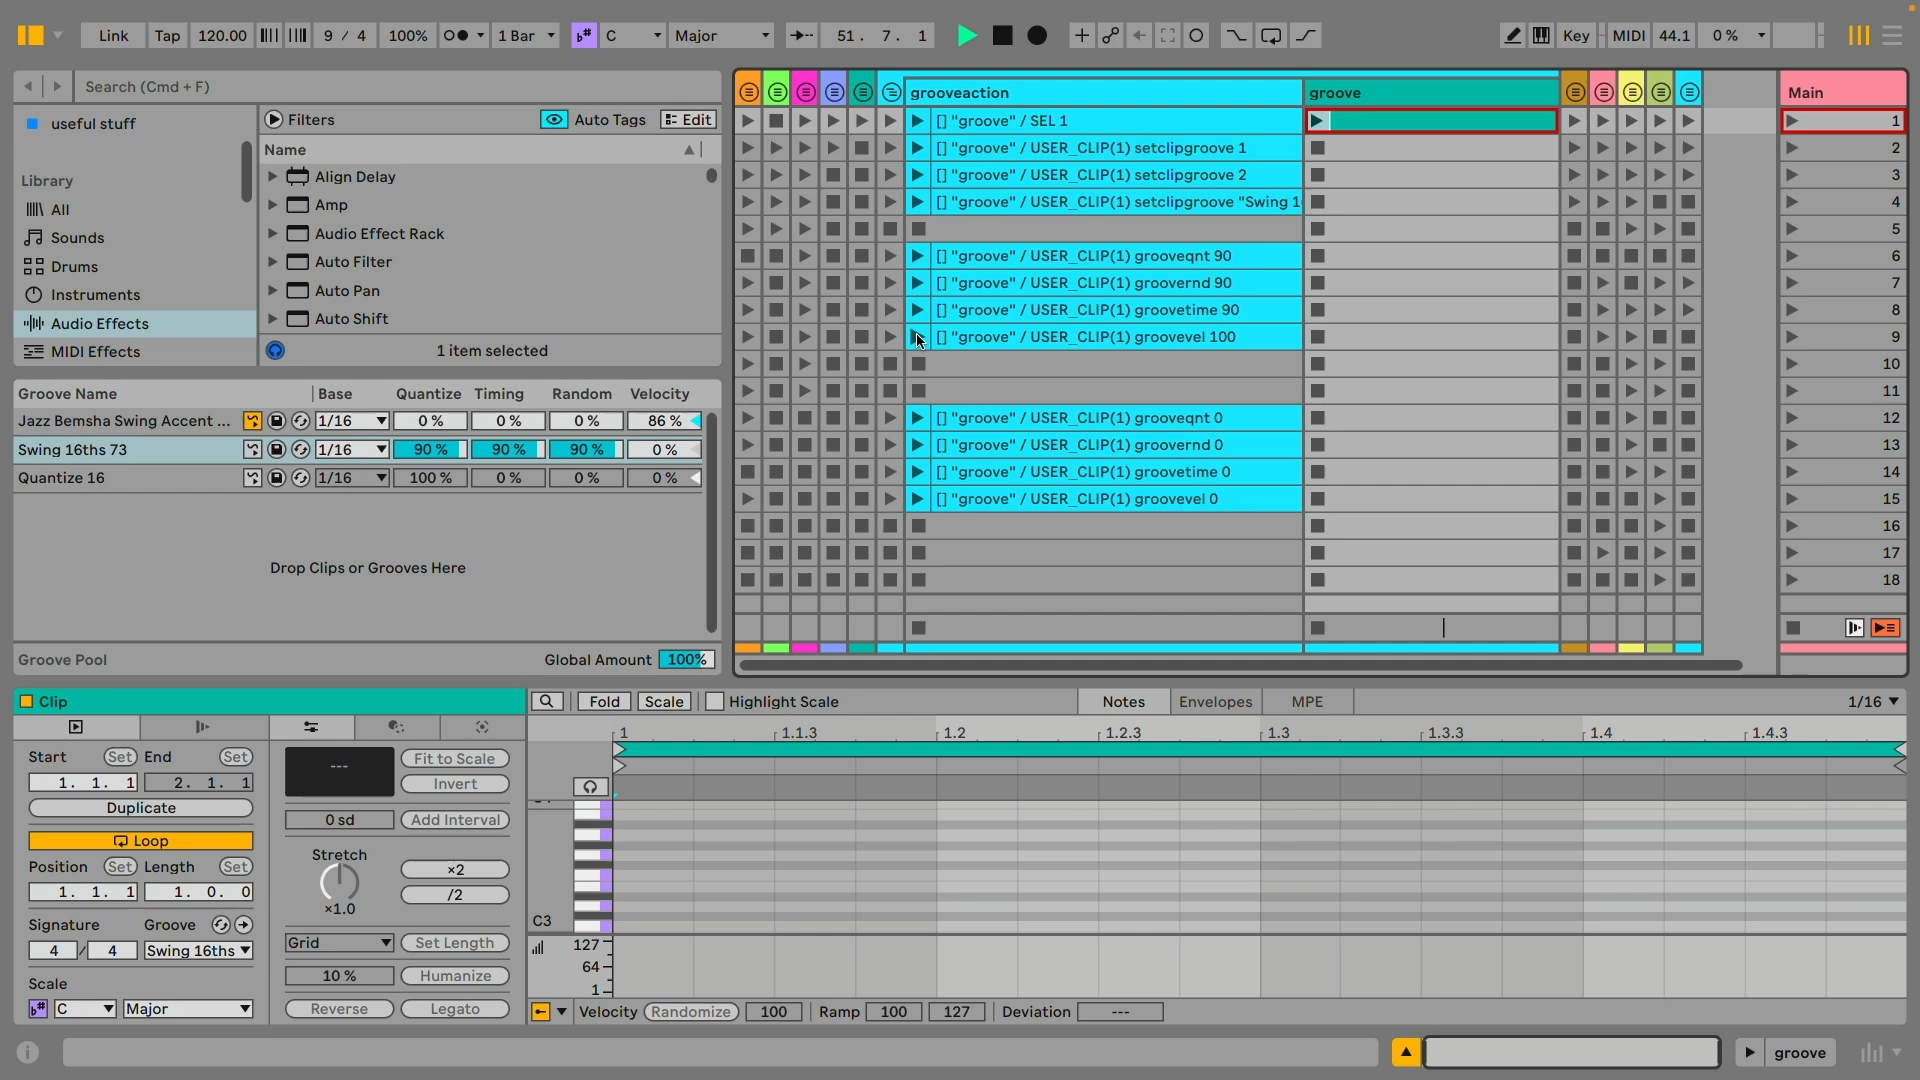 Link Tap 120.00 9 / 4 100% 1 Bar C Major 51. 7. 1 Key MIDI 44.1 0 %
Search (Cmd + F)
useful stuff
Library
All
Sounds
Drums
Instruments
Audio Effects
MIDI Effects
Filters Auto Tags Edit
Name
Align Delay
Amp
Audio Effect Rack
Auto Filter
Auto Pan
Auto Shift
1 item selected
Groove Name Base Quantize Timing Random Velocity
Jazz Bemsha Swing Accent ... 1/16 0 % 0 % 0 % 86 %
Swing 16ths 73 1/16 90 % 90 % 90 % 0 %
Quantize 16 1/16 100 % 0 % 0 % 0 %
Drop Clips or Grooves Here
Groove Pool Global Amount 100%
grooveaction groove Main
[] "groove" / SEL 1 1
[] "groove" / USER_CLIP(1) setclipgroove 1 2
[] "groove" / USER_CLIP(1) setclipgroove 2 3
[] "groove" / USER_CLIP(1) setclipgroove "Swing 1 4
5
[] "groove" / USER_CLIP(1) grooveqnt 90 6
[] "groove" / USER_CLIP(1) groovernd 90 7
[] "groove" / USER_CLIP(1) groovetime 90 8
[] "groove" / USER_CLIP(1) groovevel 100 9
10
11
[] "groove" / USER_CLIP(1) grooveqnt 0 12
[] "groove" / USER_CLIP(1) groovernd 0 13
[] "groove" / USER_CLIP(1) groovetime 0 14
[] "groove" / USER_CLIP(1) groovevel 0 15
16
17
18
Clip
Start Set End Set
1. 1. 1 2. 1. 1
Duplicate
Loop
Position Set Length Set
1. 1. 1 1. 0. 0
Signature Groove
4 / 4 Swing 16ths
Scale
C Major
--- Fit to Scale
Invert
0 sd Add Interval
Stretch
×2
/2
×1.0
Grid Set Length
10 % Humanize
Reverse Legato
Fold Scale Highlight Scale Notes Envelopes MPE 1/16
1 1.1.3 1.2 1.2.3 1.3 1.3.3 1.4 1.4.3
C3
127
64
1
Velocity Randomize 100 Ramp 100 127 Deviation ---
groove